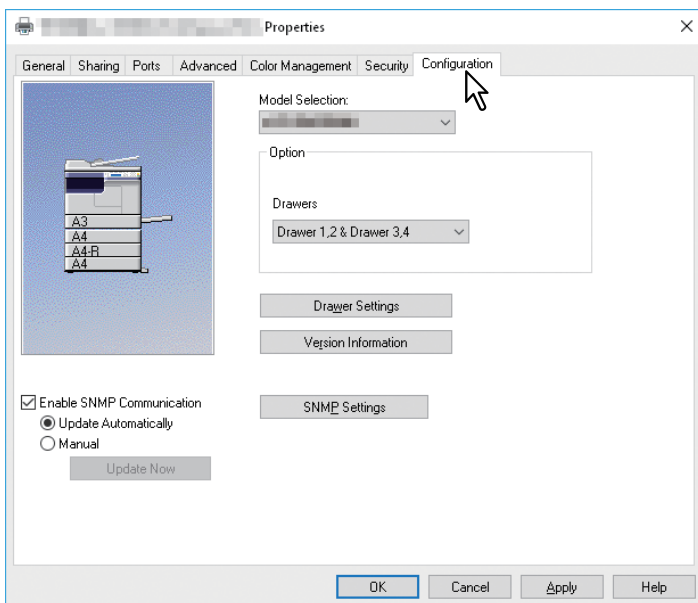 Properties
General Sharing Ports Advanced Color Management Security Configuration
Model Selection:
Option
Drawers
Drawer 1,2 & Drawer 3,4
A3
A4
A4-R
A4
Drawer Settings
Version Information
Enable SNMP Communication
SNMP Settings
Update Automatically
Manual
Update Now
OK Cancel Apply Help